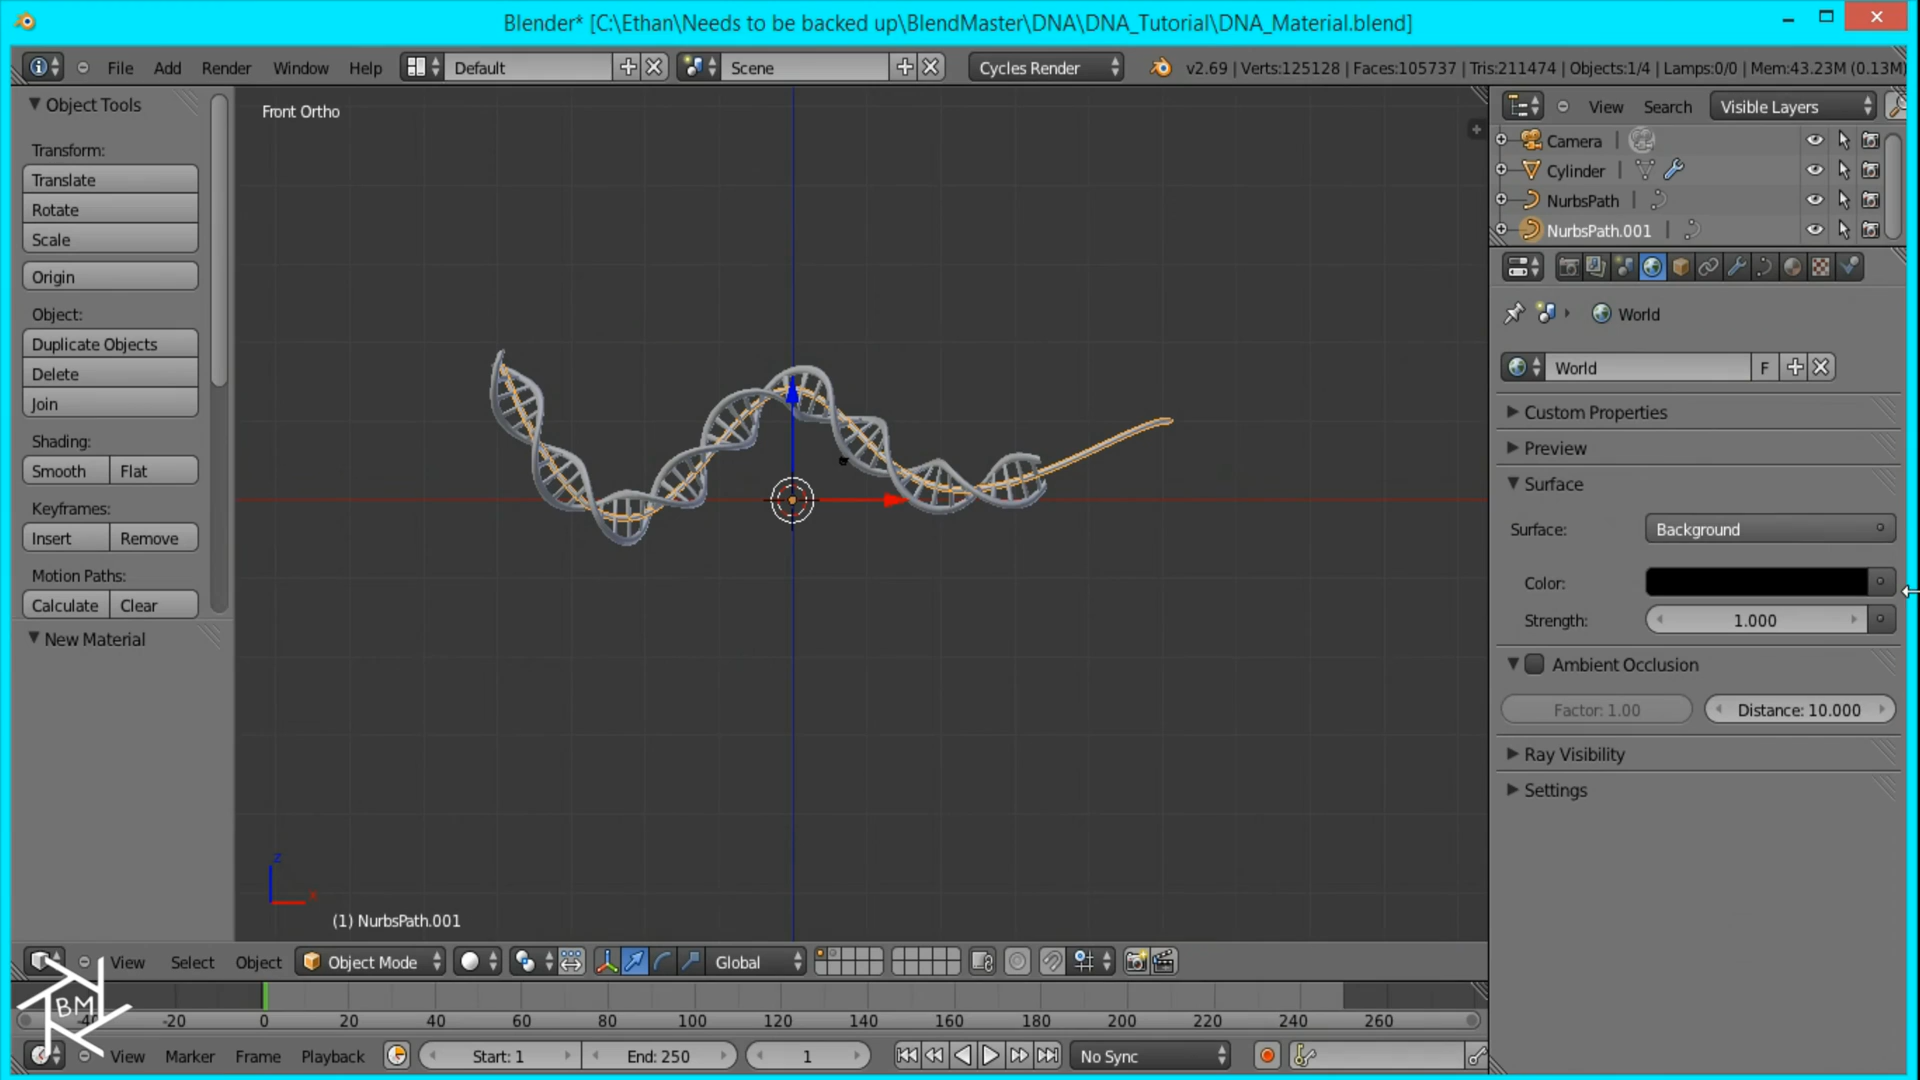 Blender* [C:\Ethan\Needs to be backed up\BlendMaster\DNA\DNA_Tutorial\DNA_Material.blend]
File Add Render Window Help Default Scene Cycles Render v2.69 | Verts:125128 | Faces:105737 | Tris:211474 | Objects:1/4 | Lamps:0/0 | Mem:43.23M (0.13M)
Object Tools
Transform:
Translate
Rotate
Scale
Origin
Object:
Duplicate Objects
Delete
Join
Shading:
Smooth Flat
Keyframes:
Insert Remove
Motion Paths:
Calculate Clear
New Material
Front Ortho
z
x
(1) NurbsPath.001
View Search Visible Layers
Camera
Cylinder
NurbsPath
NurbsPath.001
World
World F
Custom Properties
Preview
Surface
Surface: Background
Color:
Strength: 1.000
Ambient Occlusion
Factor: 1.00 Distance: 10.000
Ray Visibility
Settings
View Select Object Object Mode Global
BM
-40 -20 0 20 40 60 80 100 120 140 160 180 200 220 240 260
View Marker Frame Playback Start: 1 End: 250 1 No Sync